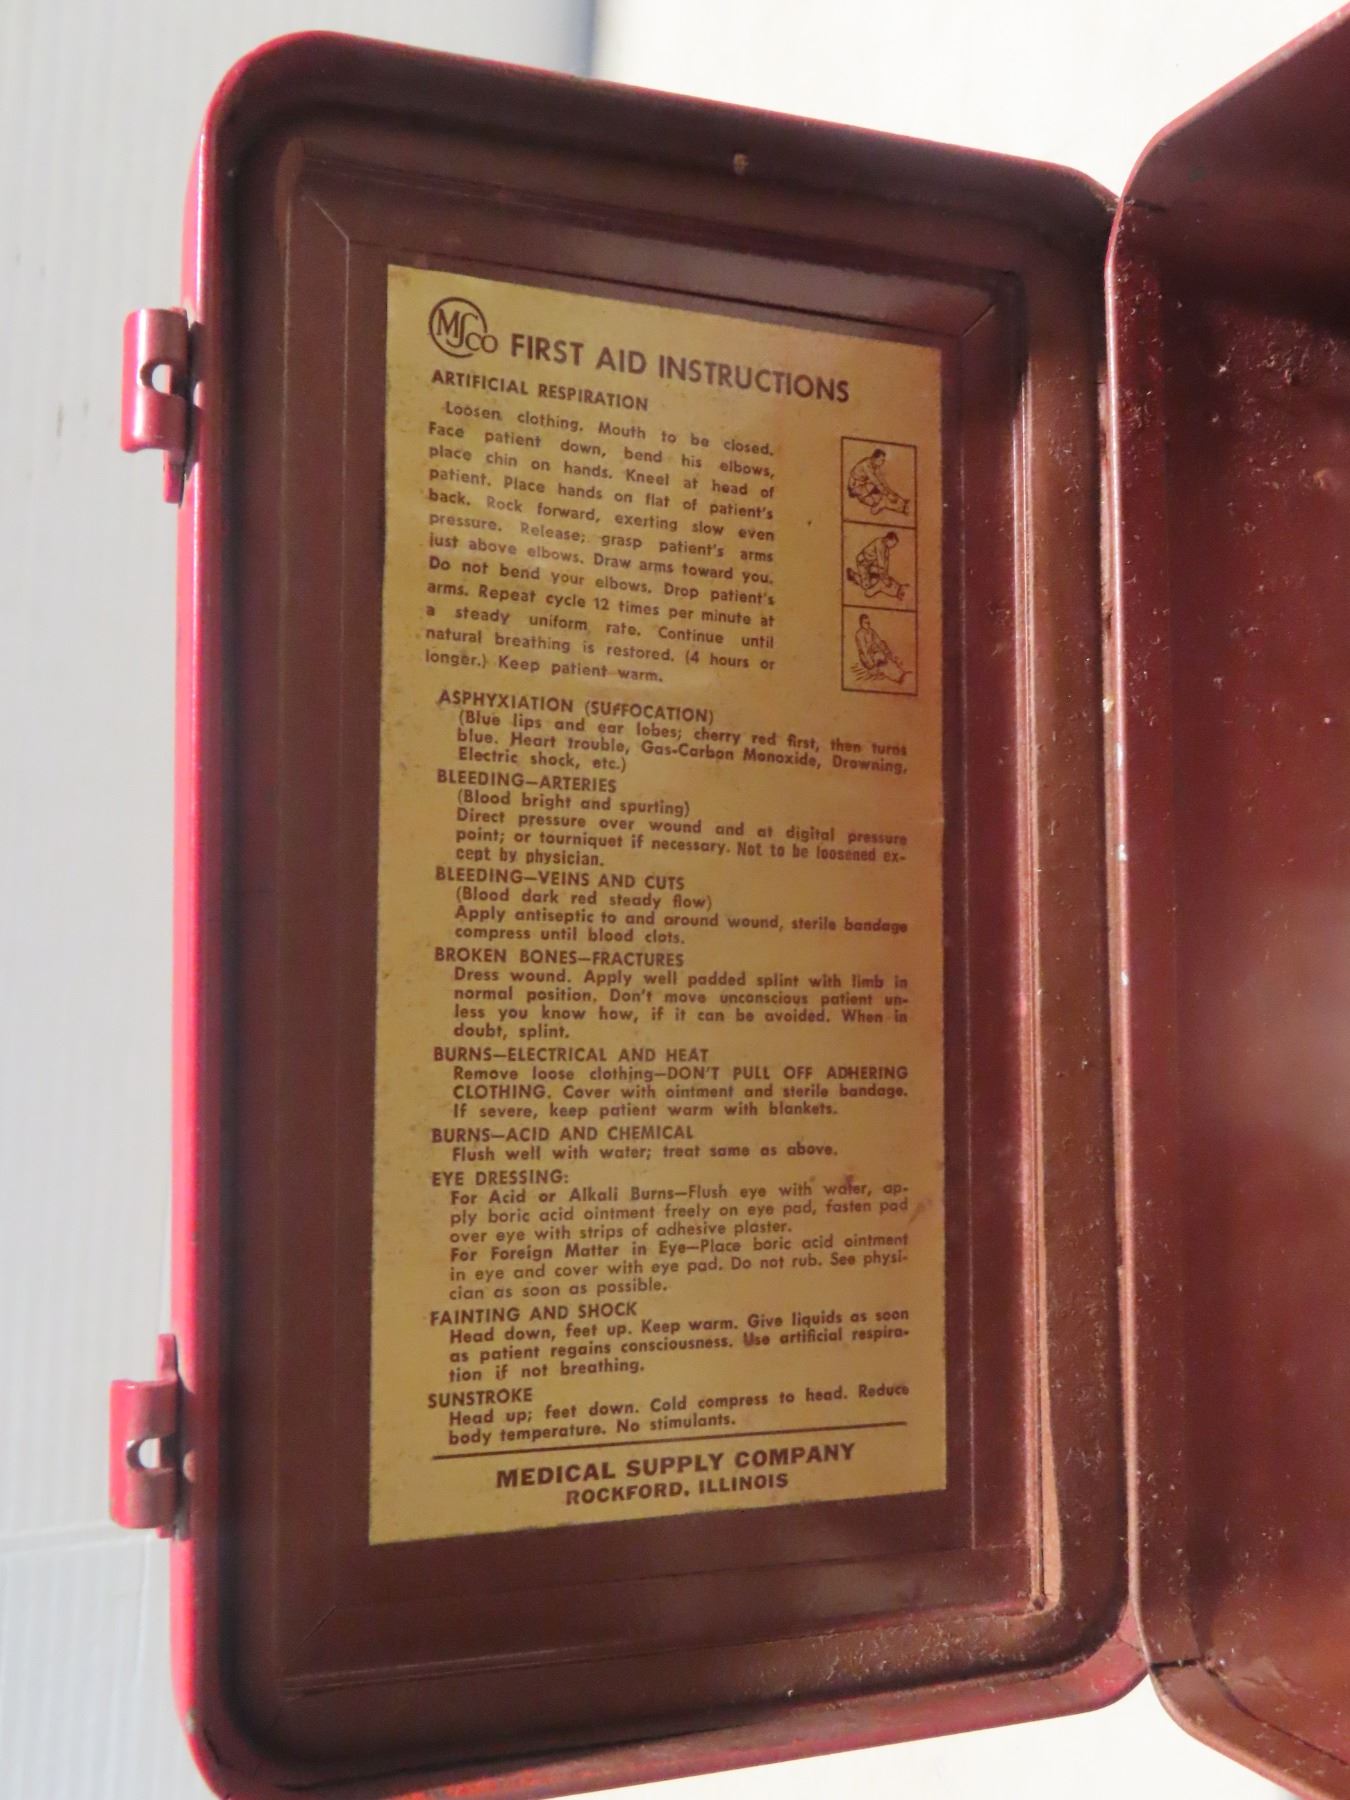 MSCO FIRST AID INSTRUCTIONS
ARTIFICIAL RESPIRATION
Loosen clothing. Mouth to be closed.
Face patient down, bend his elbows,
place chin on hands. Kneel at head of
patient. Place hands on flat of patient's
back. Rock forward, exerting slow even
pressure. Release; grasp patient's arms
just above elbows. Draw arms toward you.
Do not bend your elbows. Drop patient's
arms. Repeat cycle 12 times per minute at
a steady uniform rate. Continue until
natural breathing is restored. (4 hours or
longer.) Keep patient warm.
ASPHYXIATION (SUFFOCATION)
(Blue lips and ear lobes; cherry red first, then turns
blue. Heart trouble, Gas-Carbon Monoxide, Drowning,
Electric shock, etc.)
BLEEDING—ARTERIES
(Blood bright and spurting)
Direct pressure over wound and at digital pressure
point; or tourniquet if necessary. Not to be loosened ex-
cept by physician.
BLEEDING—VEINS AND CUTS
(Blood dark red steady flow)
Apply antiseptic to and around wound, sterile bandage
compress until blood clots.
BROKEN BONES—FRACTURES
Dress wound. Apply well padded splint with limb in
normal position. Don't move unconscious patient un-
less you know how, if it can be avoided. When in
doubt, splint.
BURNS—ELECTRICAL AND HEAT
Remove loose clothing—DON'T PULL OFF ADHERING
CLOTHING. Cover with ointment and sterile bandage.
If severe, keep patient warm with blankets.
BURNS—ACID AND CHEMICAL
Flush well with water; treat same as above.
EYE DRESSING:
For Acid or Alkali Burns—Flush eye with water, ap-
ply boric acid ointment freely on eye pad, fasten pad
over eye with strips of adhesive plaster.
For Foreign Matter in Eye—Place boric acid ointment
in eye and cover with eye pad. Do not rub. See physi-
cian as soon as possible.
FAINTING AND SHOCK
Head down, feet up. Keep warm. Give liquids as soon
as patient regains consciousness. Use artificial respira-
tion if not breathing.
SUNSTROKE
Head up; feet down. Cold compress to head. Reduce
body temperature. No stimulants.
MEDICAL SUPPLY COMPANY
ROCKFORD, ILLINOIS